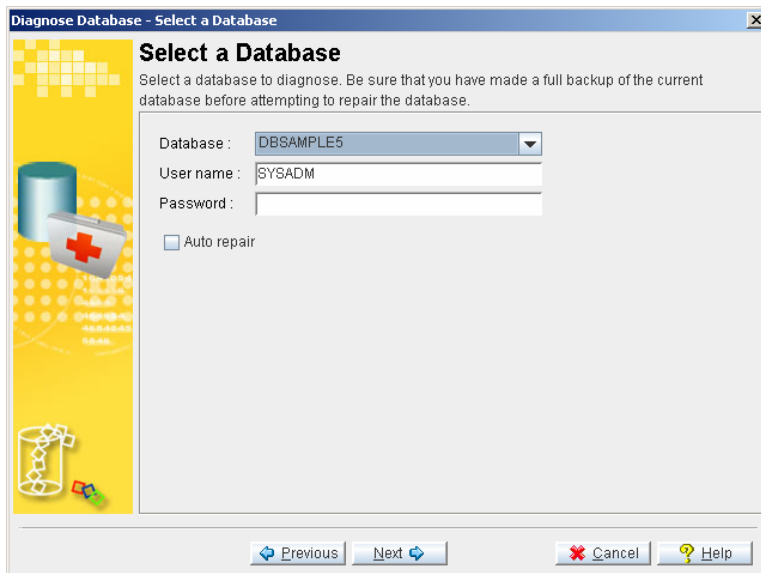 Diagnose Database - Select a Database
Select a Database
Select a database to diagnose. Be sure that you have made a full backup of the current
database before attempting to repair the database.
Database : DBSAMPLE5
User name : SYSADM
Password :
Auto repair
Previous Next Cancel Help